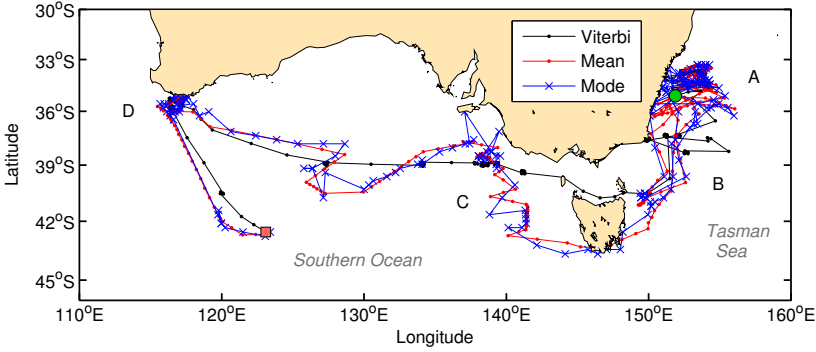 30°S
33°S
36°S
39°S
42°S
45°S
Latitude
Viterbi
Mean
Mode
A
B
C
D
Southern Ocean
Tasman
Sea
110°E
120°E
130°E
140°E
150°E
160°E
Longitude